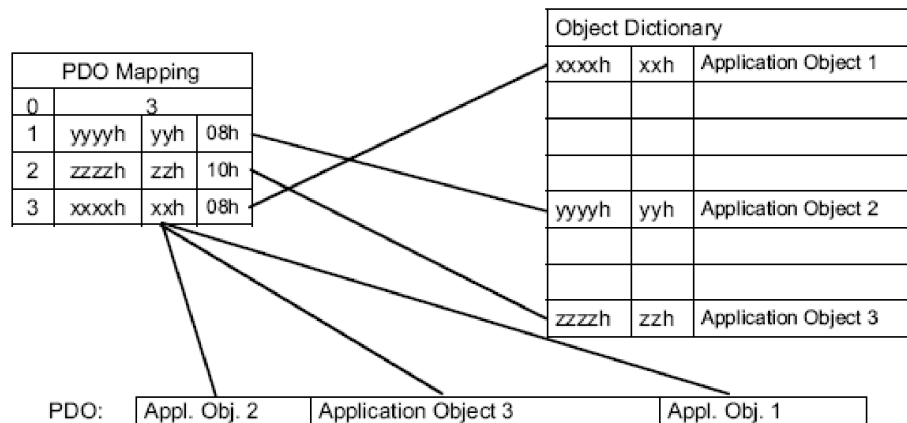 PDO Mapping
0 3
1 yyyyh yyh 08h
2 zzzzh zzh 10h
3 xxxxh xxh 08h
Object Dictionary
xxxxh xxh Application Object 1
yyyyh yyh Application Object 2
zzzzh zzh Application Object 3
PDO: Appl. Obj. 2 Application Object 3 Appl. Obj. 1